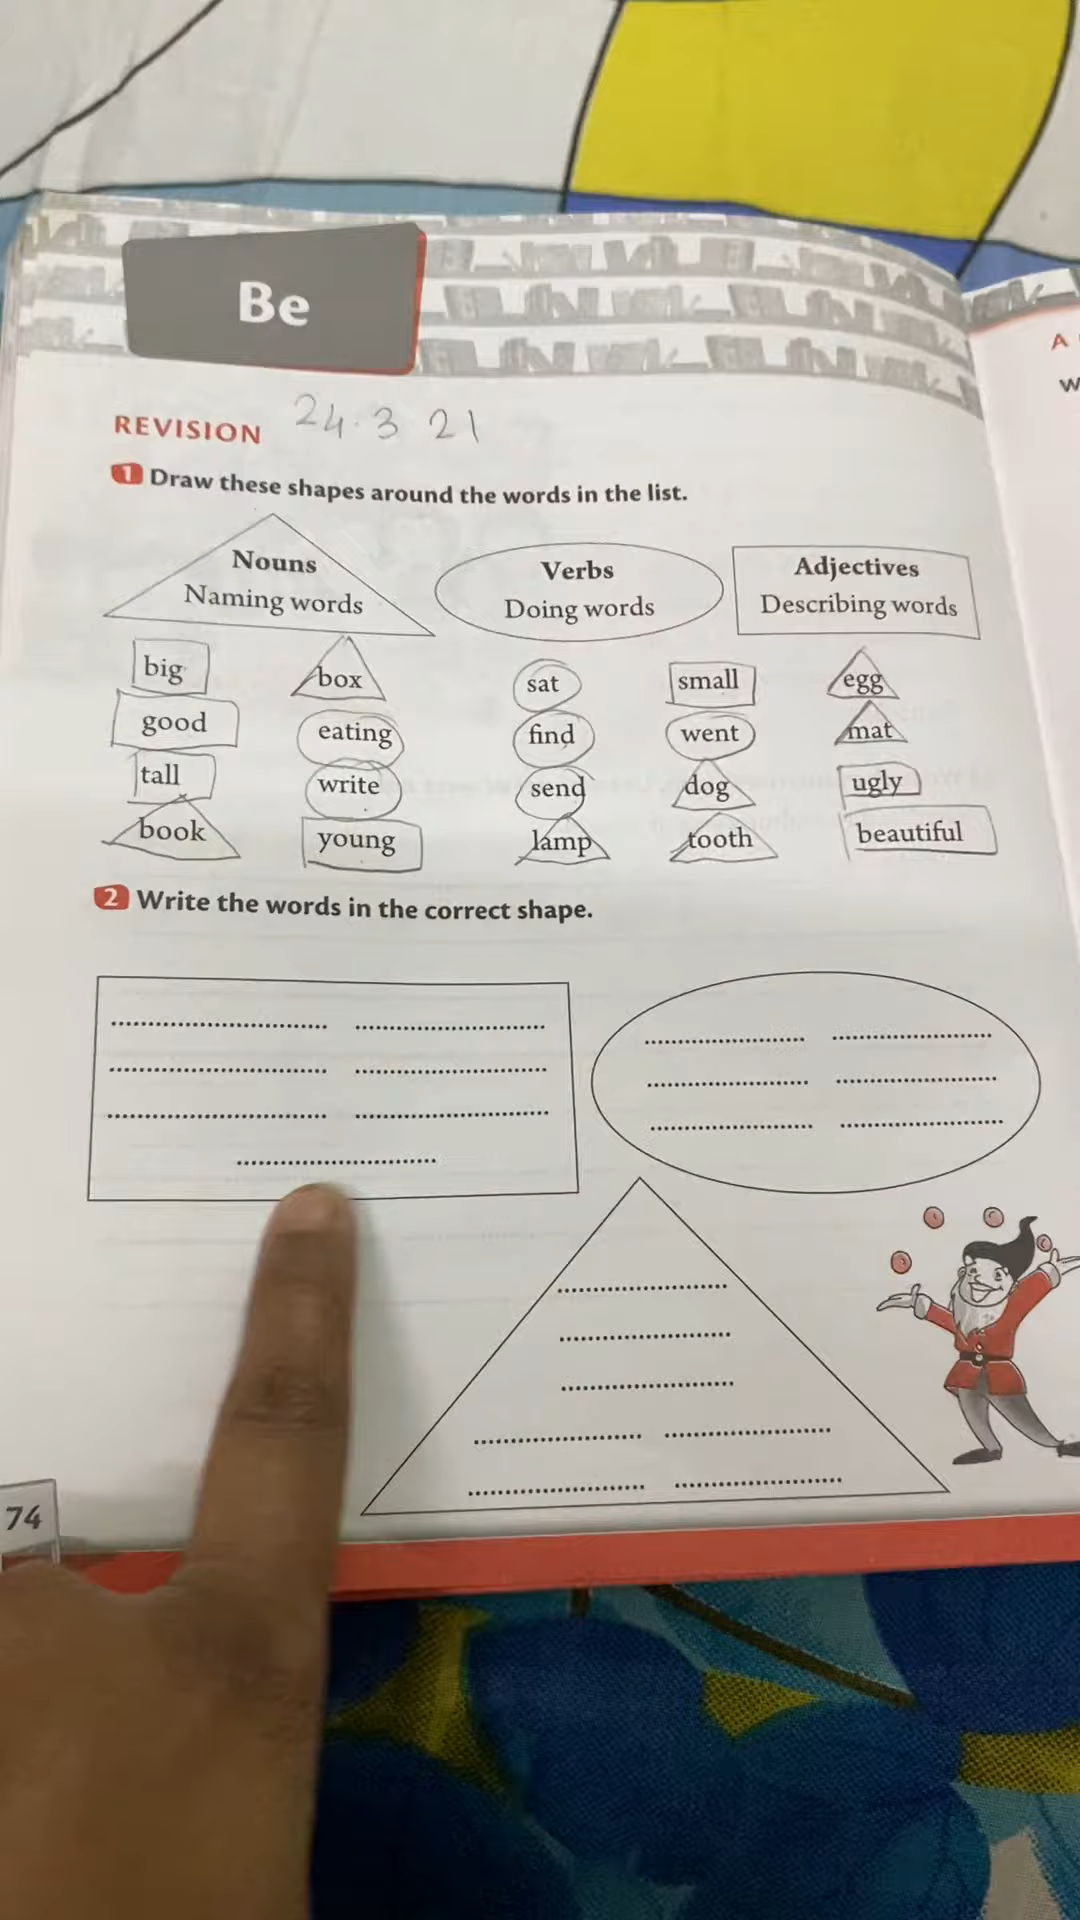 Be
REVISION 24.3 21
1 Draw these shapes around the words in the list.
Nouns Verbs Adjectives
Naming words Doing words Describing words
big box sat small egg
good eating find went mat
tall write send dog ugly
book young lamp tooth beautiful
2 Write the words in the correct shape.
74
A
w